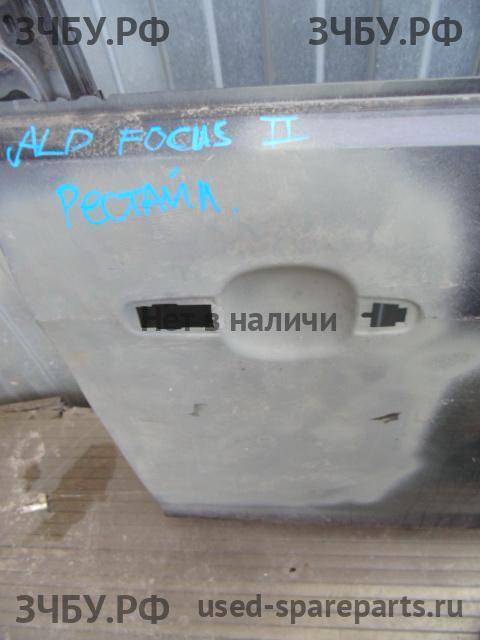 ЗЧБУ.РФ ЗЧБУ.РФ
ALD FOCUS II
РЕСТАЙЛ.
Нет в наличи
ЗЧБУ.РФ used-spareparts.ru